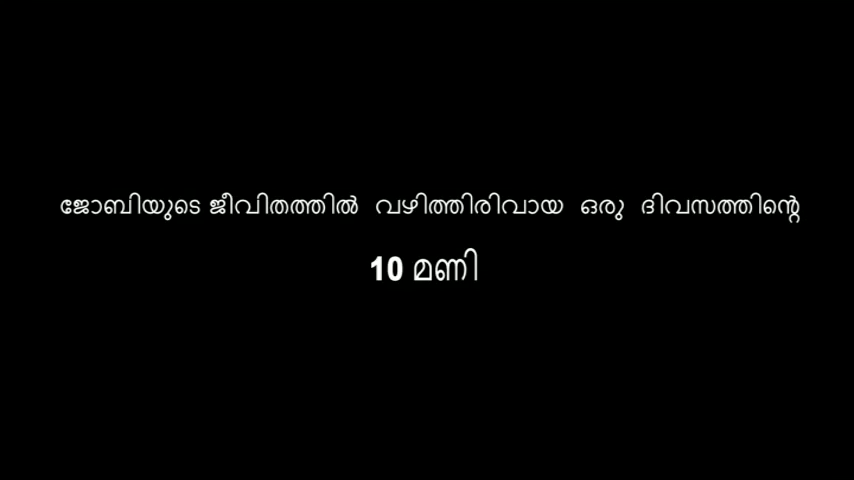 ജോബിയുടെ ജീവിതത്തിൽ വഴിത്തിരിവായ ഒരു ദിവസത്തിന്റെ
10 മണി